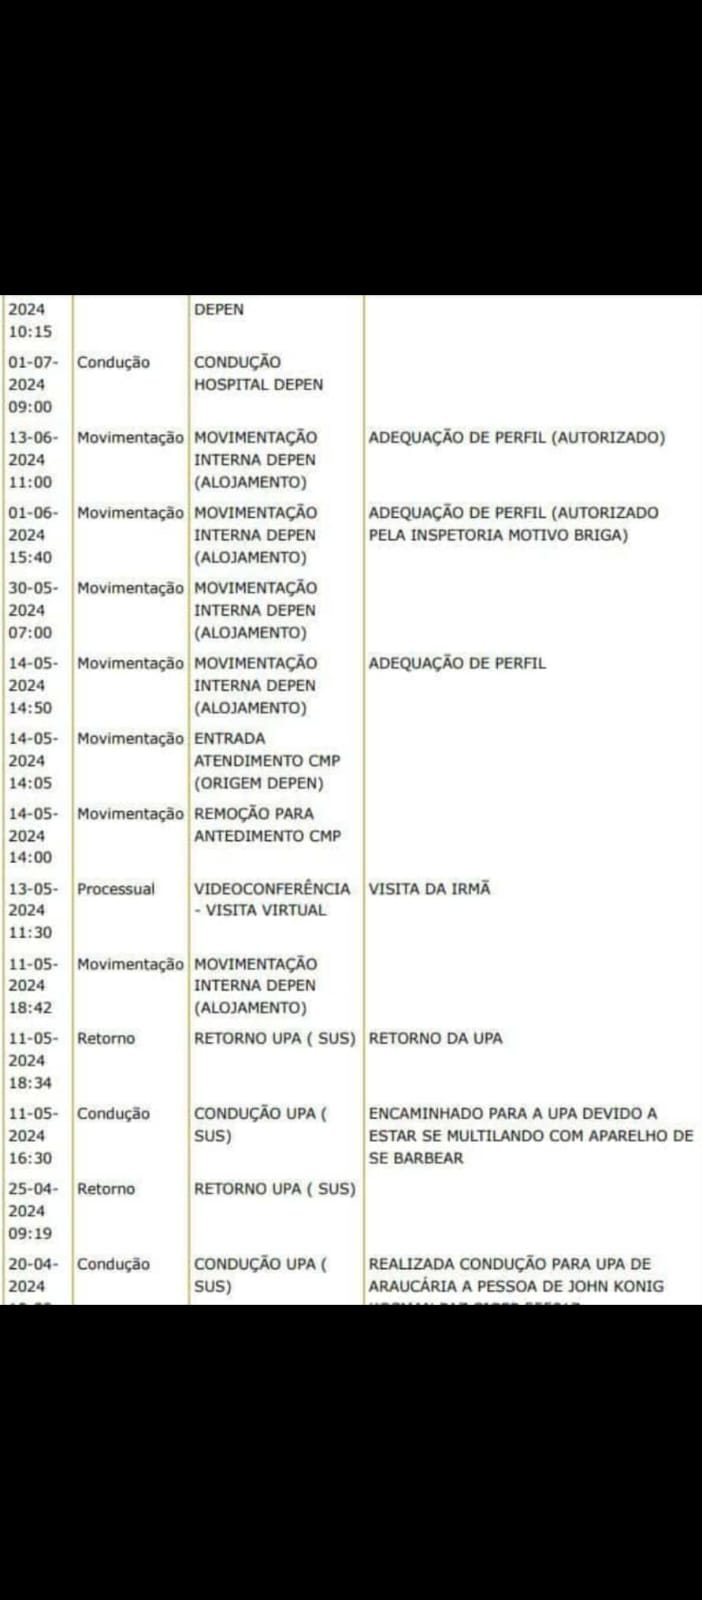 2024 DEPEN
10:15
01-07- Condução CONDUÇÃO
2024 HOSPITAL DEPEN
09:00
13-06- Movimentação MOVIMENTAÇÃO ADEQUAÇÃO DE PERFIL (AUTORIZADO)
2024 INTERNA DEPEN
11:00 (ALOJAMENTO)
01-06- Movimentação MOVIMENTAÇÃO ADEQUAÇÃO DE PERFIL (AUTORIZADO
2024 INTERNA DEPEN PELA INSPETORIA MOTIVO BRIGA)
15:40 (ALOJAMENTO)
30-05- Movimentação MOVIMENTAÇÃO
2024 INTERNA DEPEN
07:00 (ALOJAMENTO)
14-05- Movimentação MOVIMENTAÇÃO ADEQUAÇÃO DE PERFIL
2024 INTERNA DEPEN
14:50 (ALOJAMENTO)
14-05- Movimentação ENTRADA
2024 ATENDIMENTO CMP
14:05 (ORIGEM DEPEN)
14-05- Movimentação REMOÇÃO PARA
2024 ANTEDIMENTO CMP
14:00
13-05- Processual VIDEOCONFERÊNCIA VISITA DA IRMÃ
2024 - VISITA VIRTUAL
11:30
11-05- Movimentação MOVIMENTAÇÃO
2024 INTERNA DEPEN
18:42 (ALOJAMENTO)
11-05- Retorno RETORNO UPA ( SUS) RETORNO DA UPA
2024
18:34
11-05- Condução CONDUÇÃO UPA ( ENCAMINHADO PARA A UPA DEVIDO A
2024 SUS) ESTAR SE MULTILANDO COM APARELHO DE
16:30 SE BARBEAR
25-04- Retorno RETORNO UPA ( SUS)
2024
09:19
20-04- Condução CONDUÇÃO UPA ( REALIZADA CONDUÇÃO PARA UPA DE
2024 SUS) ARAUCÁRIA A PESSOA DE JOHN KONIG